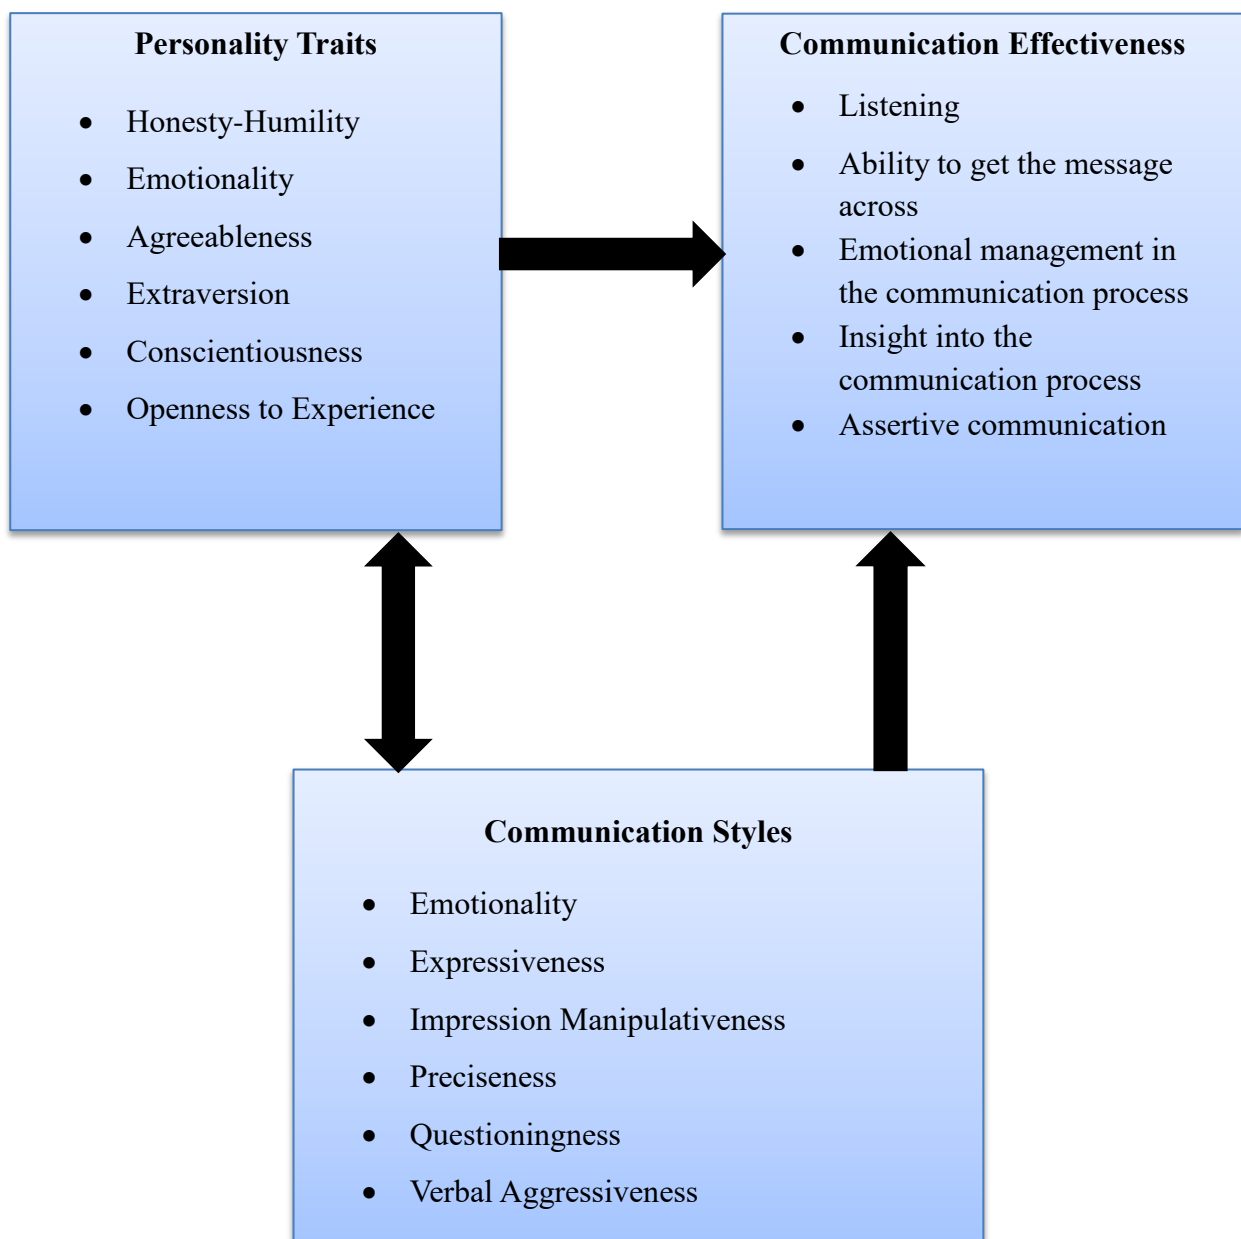 Personality Traits
• Honesty-Humility
• Emotionality
• Agreeableness
• Extraversion
• Conscientiousness
• Openness to Experience
Communication Effectiveness
• Listening
• Ability to get the message
across
• Emotional management in
the communication process
• Insight into the
communication process
• Assertive communication
Communication Styles
• Emotionality
• Expressiveness
• Impression Manipulativeness
• Preciseness
• Questioningness
• Verbal Aggressiveness